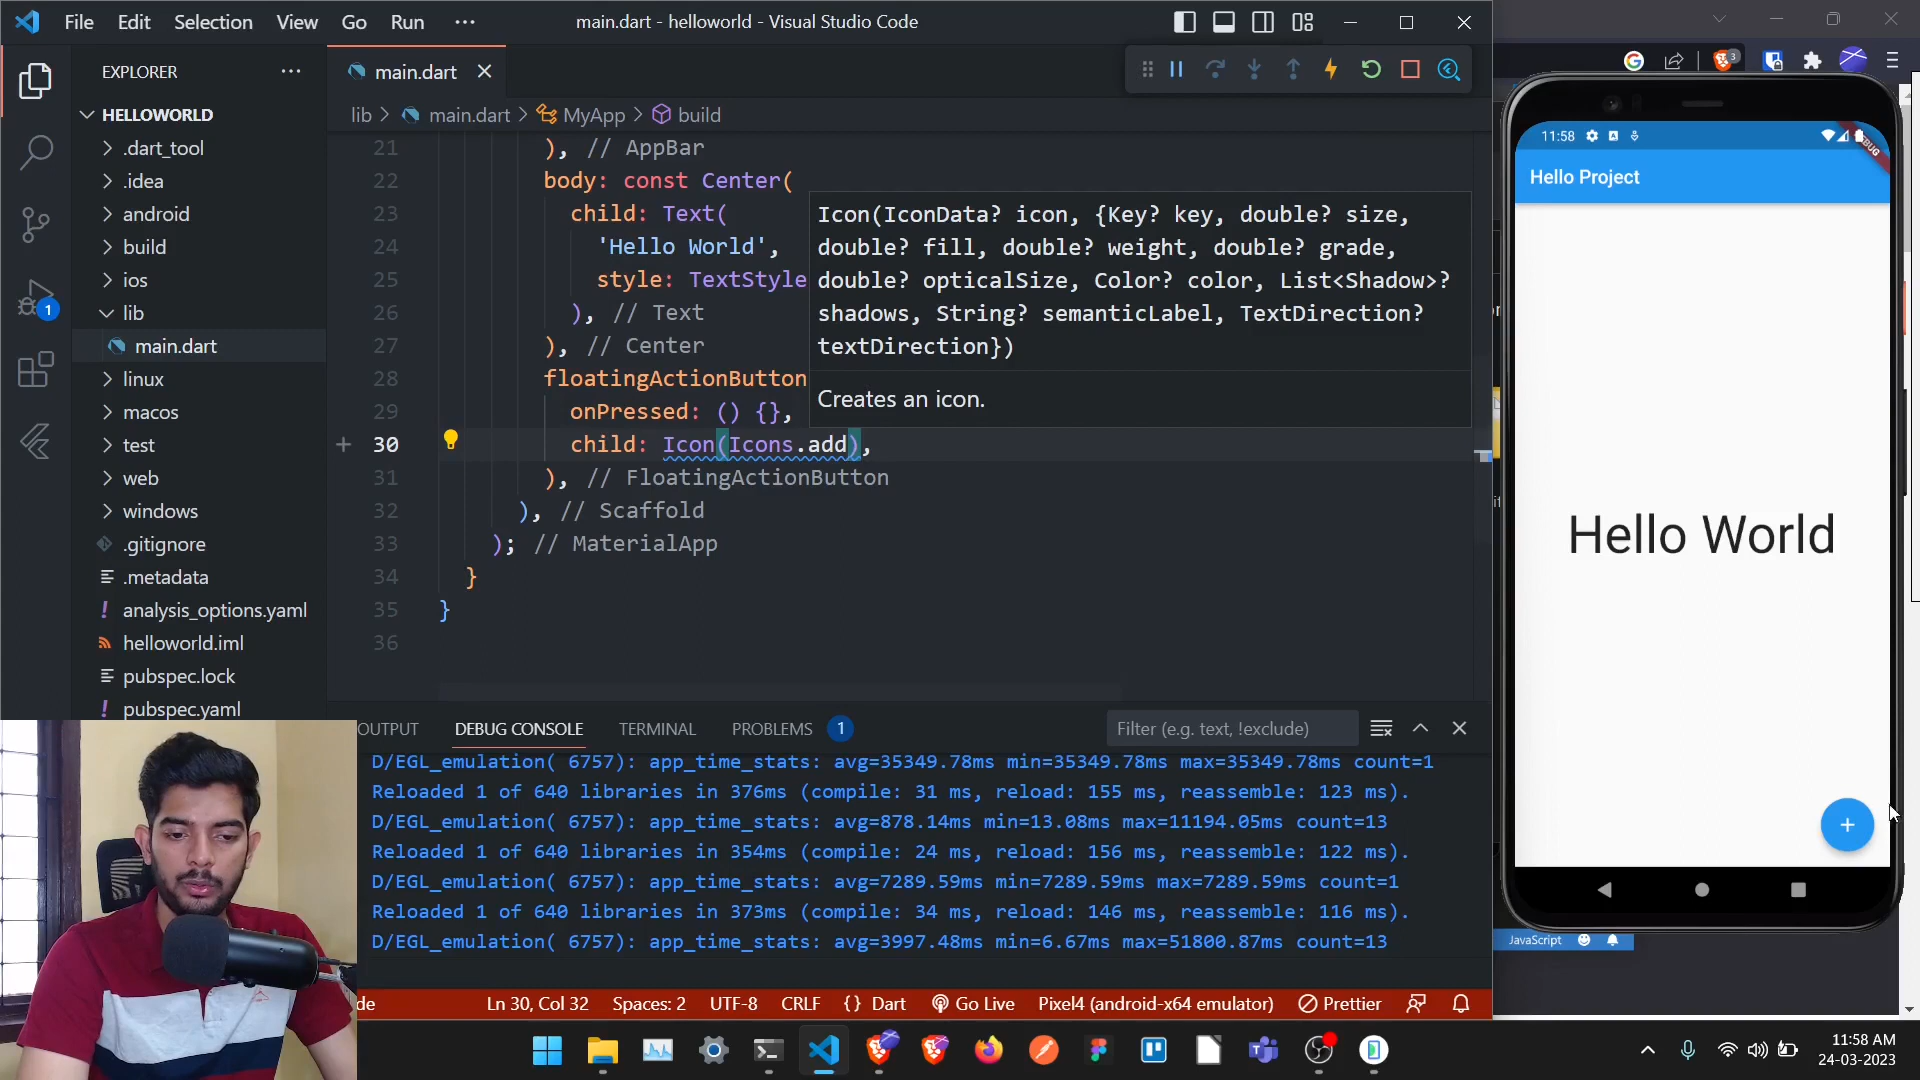 File Edit Selection View Go Run ···
main.dart - helloworld - Visual Studio Code
EXPLORER
main.dart
HELLOWORLD
lib > main.dart > MyApp > build
.dart_tool
.idea
android
build
ios
lib
main.dart
linux
macos
test
web
windows
.gitignore
.metadata
analysis_options.yaml
helloworld.iml
pubspec.lock
pubspec.yaml
1
21 ), // AppBar
22 body: const Center(
23 child: Text(
24 'Hello World',
25 style: TextStyle
26 ), // Text
27 ), // Center
28 floatingActionButton
29 onPressed: () {},
30 child: Icon(Icons.add),
31 ), // FloatingActionButton
32 ), // Scaffold
33 ); // MaterialApp
34 }
35 }
36
Icon(IconData? icon, {Key? key, double? size,
double? fill, double? weight, double? grade,
double? opticalSize, Color? color, List<Shadow>?
shadows, String? semanticLabel, TextDirection?
textDirection})
Creates an icon.
OUTPUT DEBUG CONSOLE TERMINAL PROBLEMS 1
Filter (e.g. text, !exclude)
D/EGL_emulation( 6757): app_time_stats: avg=35349.78ms min=35349.78ms max=35349.78ms count=1
Reloaded 1 of 640 libraries in 376ms (compile: 31 ms, reload: 155 ms, reassemble: 123 ms).
D/EGL_emulation( 6757): app_time_stats: avg=878.14ms min=13.08ms max=11194.05ms count=13
Reloaded 1 of 640 libraries in 354ms (compile: 24 ms, reload: 156 ms, reassemble: 122 ms).
D/EGL_emulation( 6757): app_time_stats: avg=7289.59ms min=7289.59ms max=7289.59ms count=1
Reloaded 1 of 640 libraries in 373ms (compile: 34 ms, reload: 146 ms, reassemble: 116 ms).
D/EGL_emulation( 6757): app_time_stats: avg=3997.48ms min=6.67ms max=51800.87ms count=13
de Ln 30, Col 32 Spaces: 2 UTF-8 CRLF {} Dart Go Live Pixel4 (android-x64 emulator) Prettier
3
11:58
Hello Project
Hello World
JavaScript
11:58 AM
24-03-2023